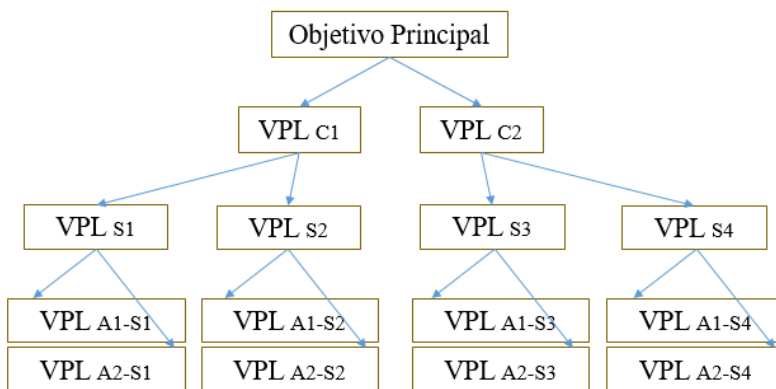 Objetivo Principal
VPL C1
VPL C2
VPL S1
VPL S2
VPL S3
VPL S4
VPL A1-S1
VPL A1-S2
VPL A1-S3
VPL A1-S4
VPL A2-S1
VPL A2-S2
VPL A2-S3
VPL A2-S4